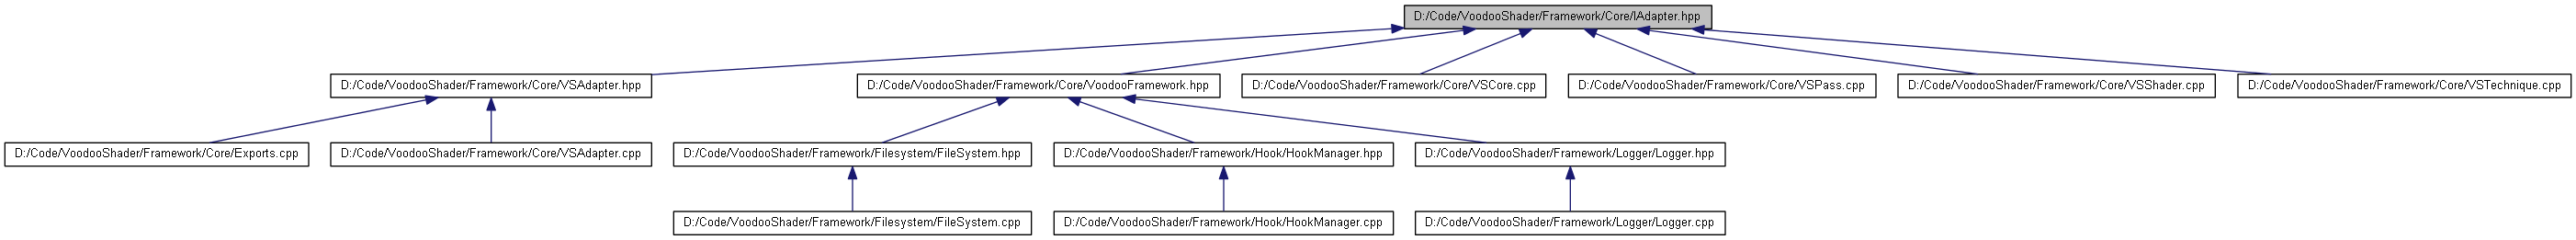 D:/Code/VoodooShader/Framework/Core/IAdapter.hpp
D:/Code/VoodooShader/Framework/Core/VSAdapter.hpp
D:/Code/VoodooShader/Framework/Core/VoodooFramework.hpp
D:/Code/VoodooShader/Framework/Core/VSCore.cpp
D:/Code/VoodooShader/Framework/Core/VSPass.cpp
D:/Code/VoodooShader/Framework/Core/VSShader.cpp
D:/Code/VoodooShader/Framework/Core/VSTechnique.cpp
D:/Code/VoodooShader/Framework/Core/Exports.cpp
D:/Code/VoodooShader/Framework/Core/VSAdapter.cpp
D:/Code/VoodooShader/Framework/Filesystem/FileSystem.hpp
D:/Code/VoodooShader/Framework/Hook/HookManager.hpp
D:/Code/VoodooShader/Framework/Logger/Logger.hpp
D:/Code/VoodooShader/Framework/Filesystem/FileSystem.cpp
D:/Code/VoodooShader/Framework/Hook/HookManager.cpp
D:/Code/VoodooShader/Framework/Logger/Logger.cpp